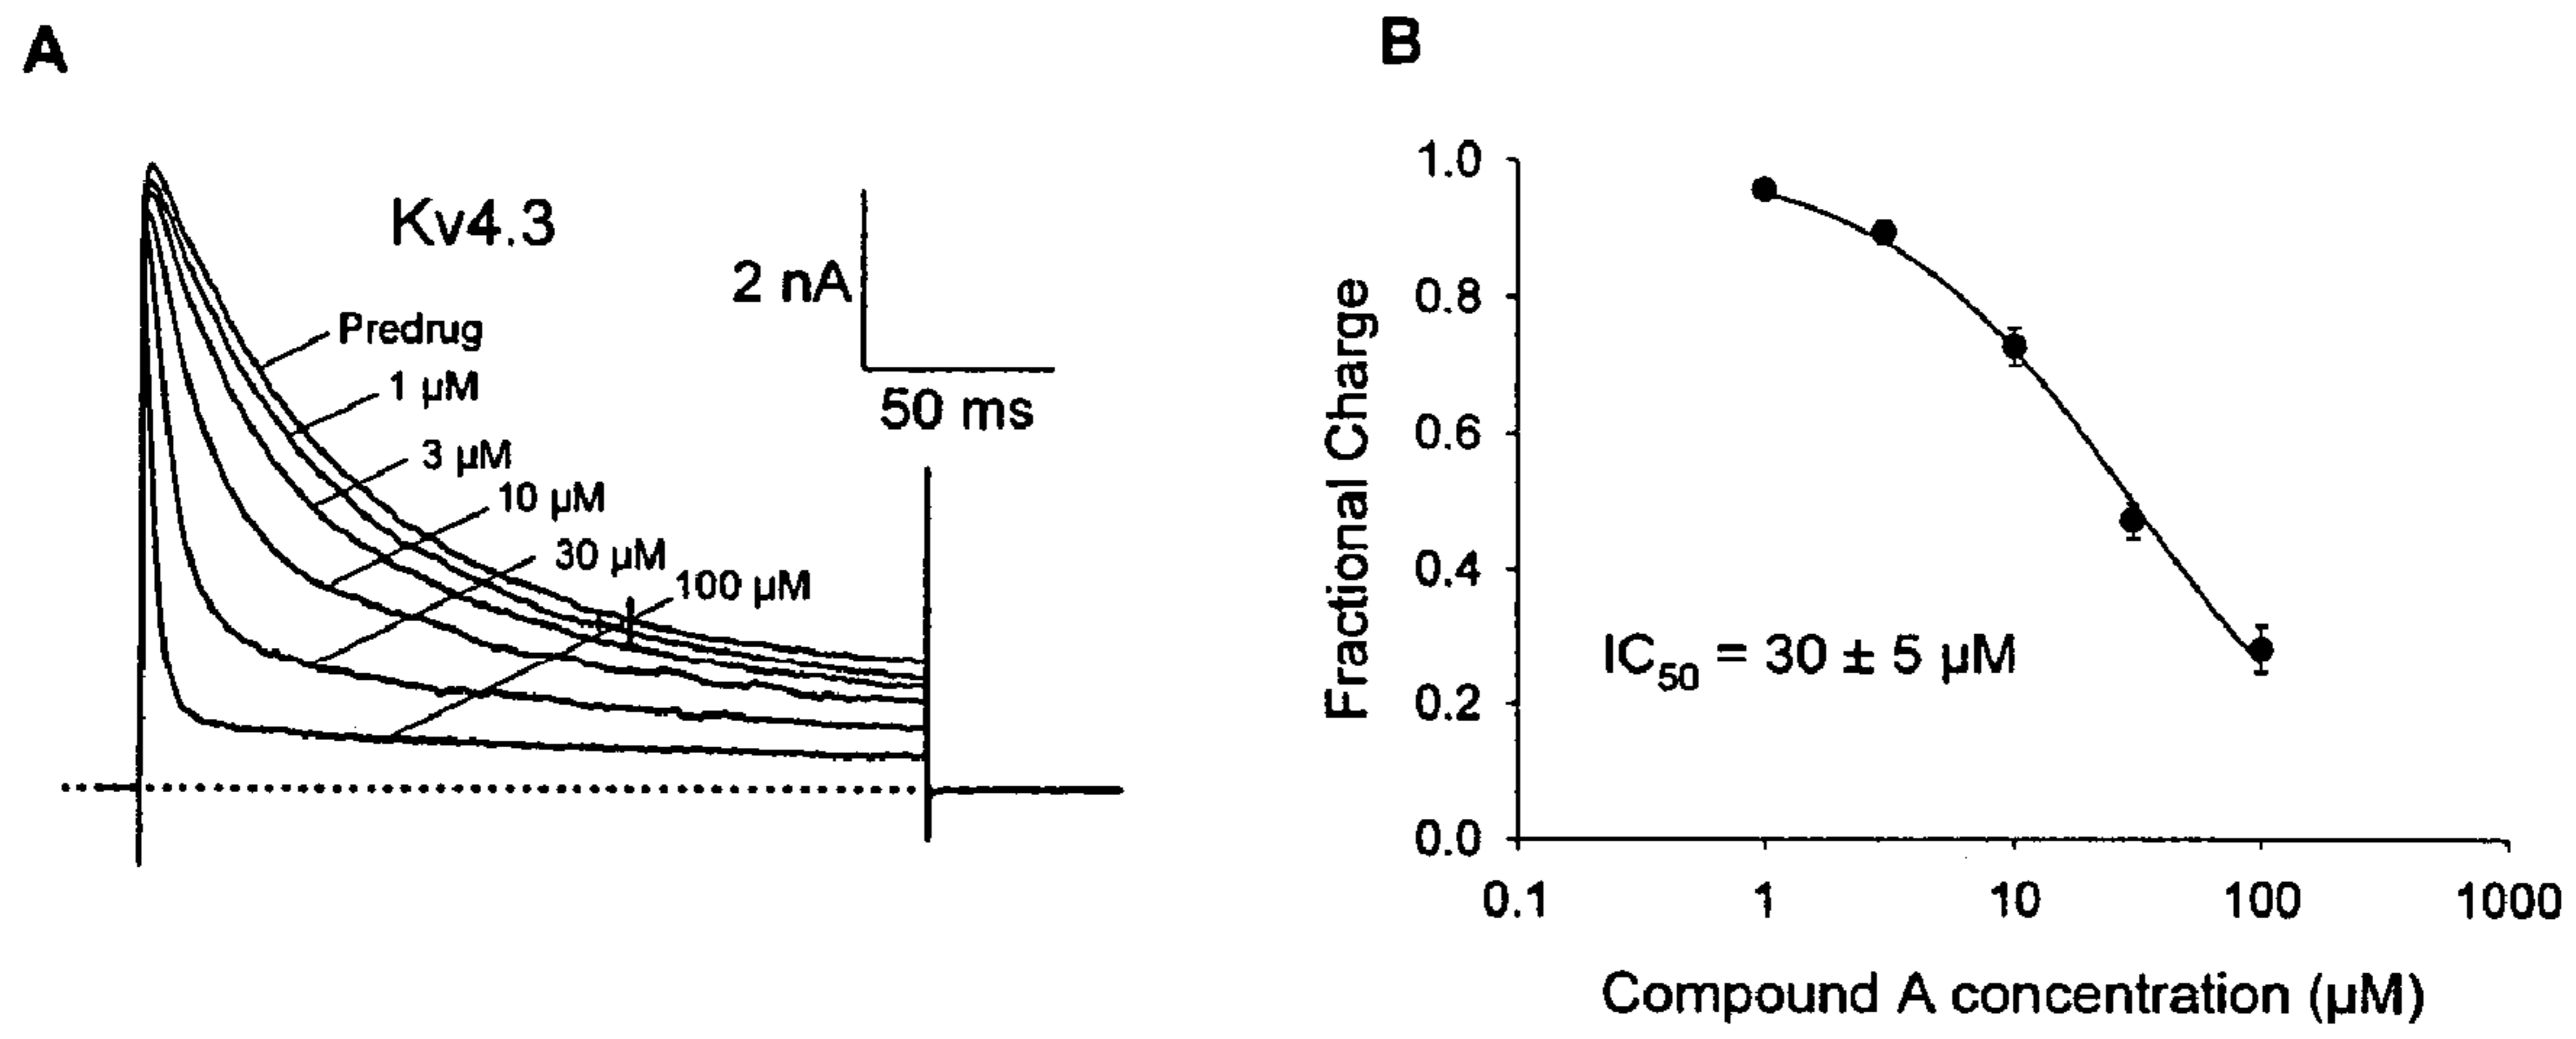 A
Kv4.3
2 nA
50 ms
Predrug
1 µM
3 µM
10 µM
30 µM
100 µM
B
Fractional Charge
1.0
0.8
0.6
0.4
0.2
0.0
IC50 = 30 ± 5 µM
0.1 1 10 100 1000
Compound A concentration (µM)